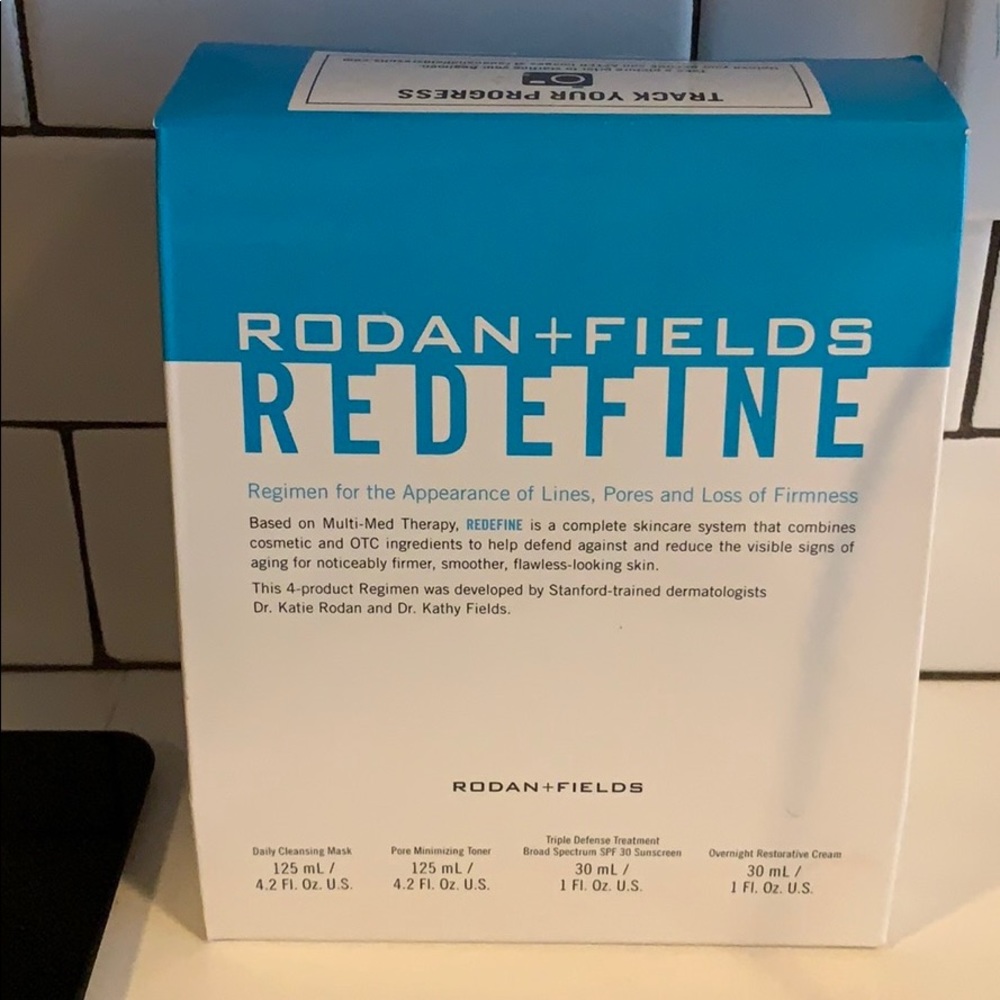 TRACK YOUR PROGRESS
RODAN+FIELDS
REDEFINE
Regimen for the Appearance of Lines, Pores and Loss of Firmness
Based on Multi-Med Therapy, REDEFINE is a complete skincare system that combines
cosmetic and OTC ingredients to help defend against and reduce the visible signs of
aging for noticeably firmer, smoother, flawless-looking skin.
This 4-product Regimen was developed by Stanford-trained dermatologists
Dr. Katie Rodan and Dr. Kathy Fields.
RODAN+FIELDS
Daily Cleansing Mask
125 mL /
4.2 Fl. Oz. U.S.
Pore Minimizing Toner
125 mL /
4.2 Fl. Oz. U.S.
Triple Defense Treatment
Broad Spectrum SPF 30 Sunscreen
30 mL /
1 Fl. Oz. U.S.
Overnight Restorative Cream
30 mL /
1 Fl. Oz. U.S.